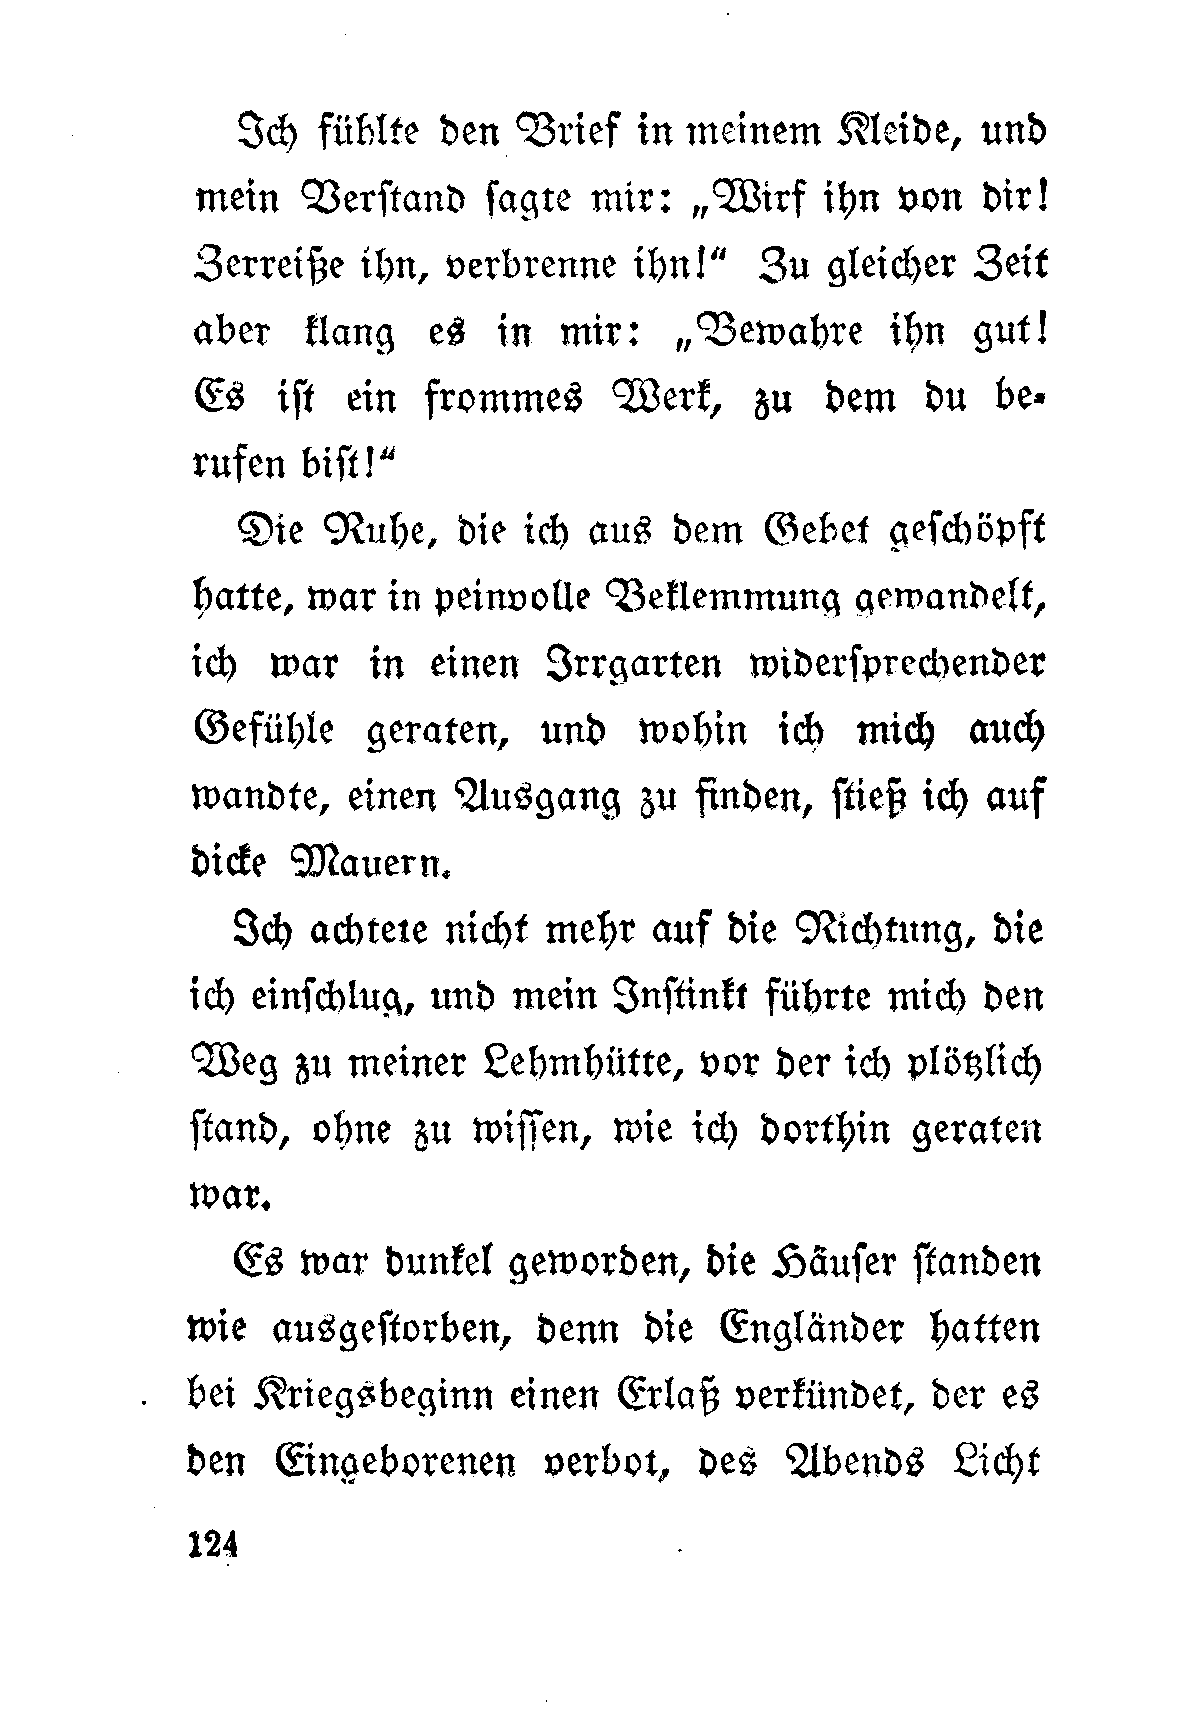 Ich fühlte den Brief in meinem Kleide, und
mein Verſtand ſagte mir: „Wirf ihn von dir!
Zerreiße ihn, verbrenne ihn!“ Zu gleicher Zeit
aber klang es in mir: „Bewahre ihn gut!
Es iſt ein frommes Werk, zu dem du be-
rufen biſt!“
Die Ruhe, die ich aus dem Gebet geſchöpft
hatte, war in peinvolle Beklemmung gewandelt,
ich war in einen Irrgarten widerſprechender
Gefühle geraten, und wohin ich mich auch
wandte, einen Ausgang zu finden, ſtieß ich auf
dicke Mauern.
Ich achtete nicht mehr auf die Richtung, die
ich einſchlug, und mein Inſtinkt führte mich den
Weg zu meiner Lehmhütte, vor der ich plötzlich
ſtand, ohne zu wiſſen, wie ich dorthin geraten
war.
Es war dunkel geworden, die Häuſer ſtanden
wie ausgeſtorben, denn die Engländer hatten
bei Kriegsbeginn einen Erlaß verkündet, der es
den Eingeborenen verbot, des Abends Licht
124